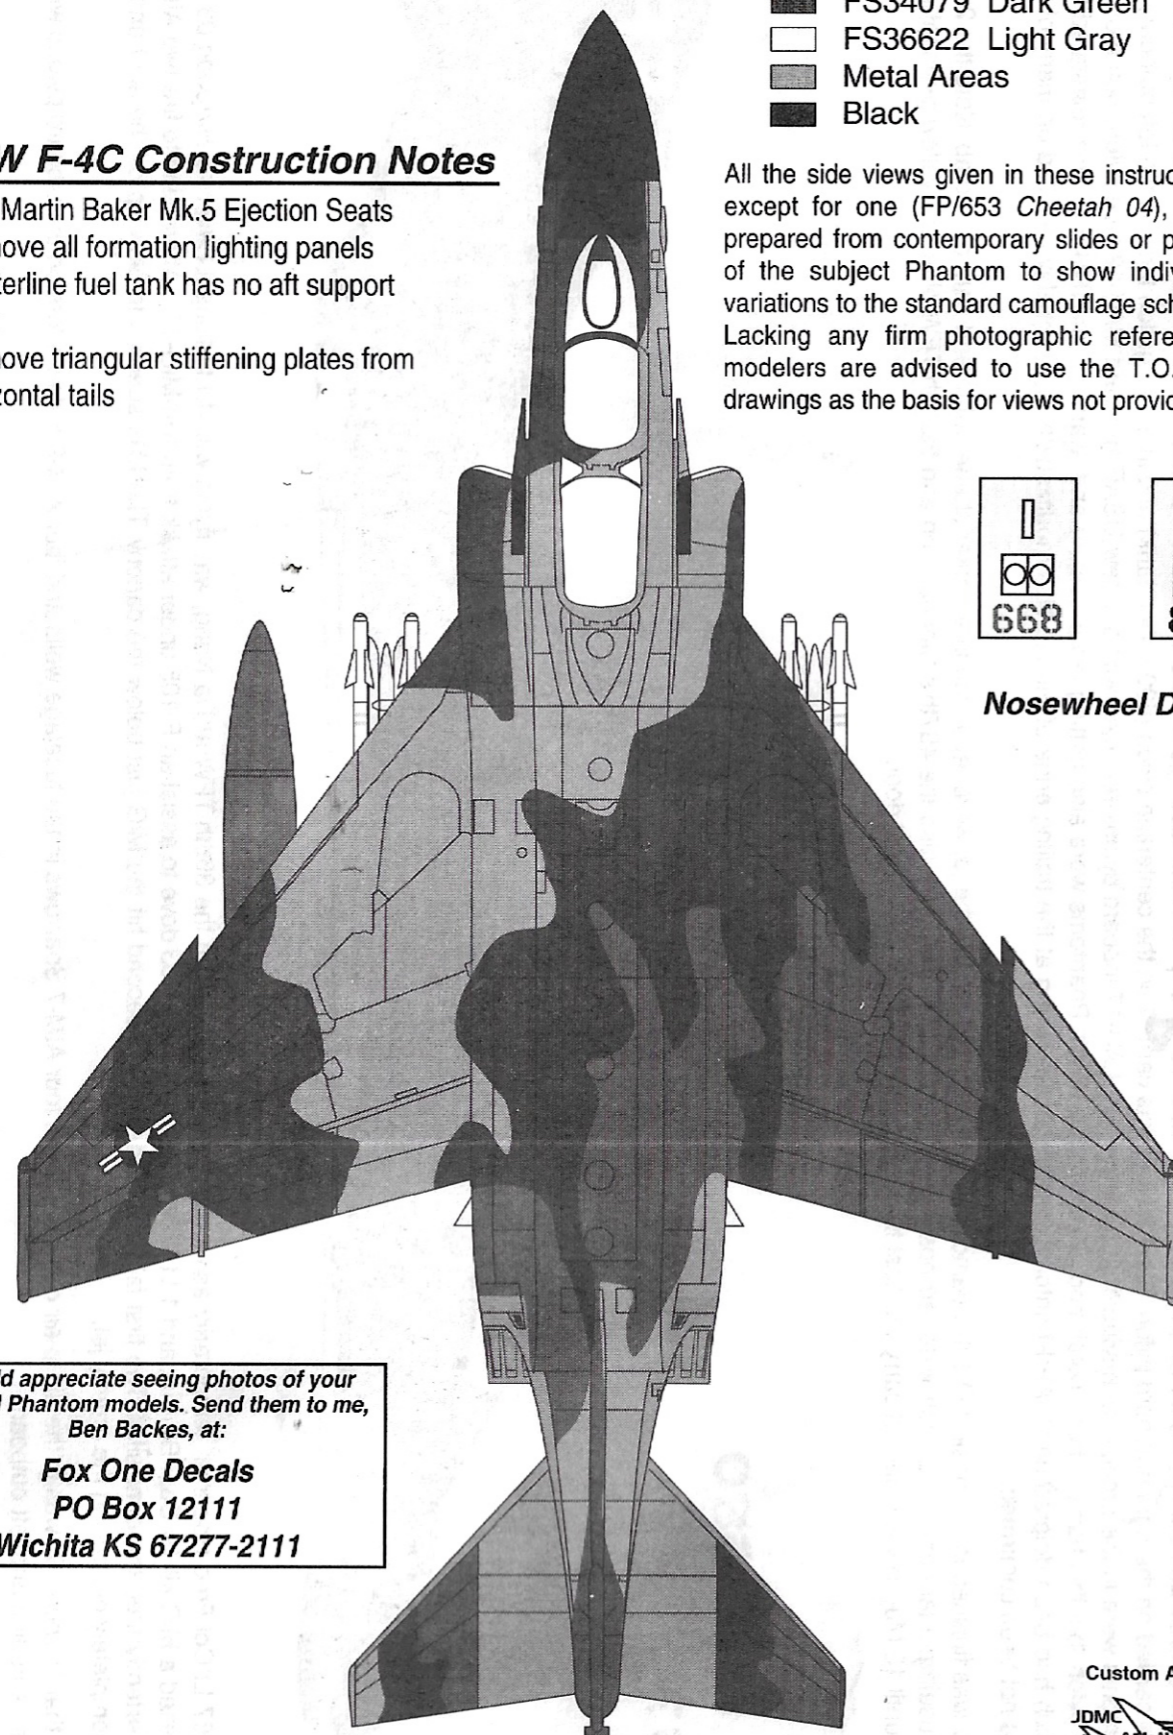 FS34079 Dark Green
FS36622 Light Gray
Metal Areas
Black
W F-4C Construction Notes
Martin Baker Mk.5 Ejection Seats
ove all formation lighting panels
erline fuel tank has no aft support
ove triangular stiffening plates from
ontal tails
All the side views given in these instruc
except for one (FP/653 Cheetah 04),
prepared from contemporary slides or p
of the subject Phantom to show indiv
variations to the standard camouflage sch
Lacking any firm photographic refere
modelers are advised to use the T.O.
drawings as the basis for views not provid
668
Nosewheel D
d appreciate seeing photos of your
Phantom models. Send them to me,
Ben Backes, at:
Fox One Decals
PO Box 12111
Wichita KS 67277-2111
Custom A
JDMC